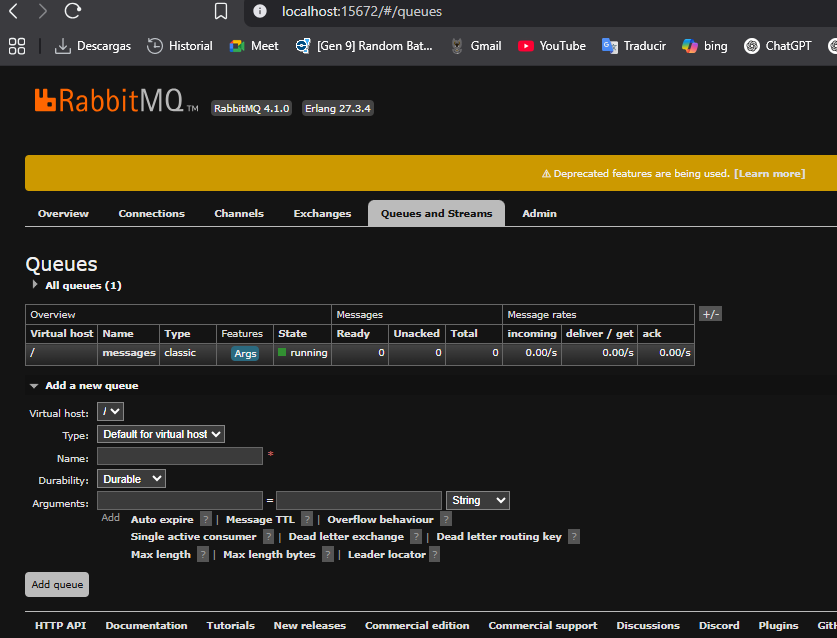 localhost:15672/#/queues
Descargas Historial Meet [Gen 9] Random Bat... Gmail YouTube Traducir bing ChatGPT
RabbitMQ TM RabbitMQ 4.1.0 Erlang 27.3.4
⚠ Deprecated features are being used. [Learn more]
Overview Connections Channels Exchanges Queues and Streams Admin
Queues
All queues (1)
Overview Messages Message rates +/-
Virtual host Name Type Features State Ready Unacked Total incoming deliver / get ack
/ messages classic Args running 0 0 0 0.00/s 0.00/s 0.00/s
Add a new queue
Virtual host: /
Type: Default for virtual host
Name: *
Durability: Durable
Arguments: = String
Add Auto expire ? | Message TTL ? | Overflow behaviour ?
Single active consumer ? | Dead letter exchange ? | Dead letter routing key ?
Max length ? | Max length bytes ? | Leader locator ?
Add queue
HTTP API Documentation Tutorials New releases Commercial edition Commercial support Discussions Discord Plugins GitH